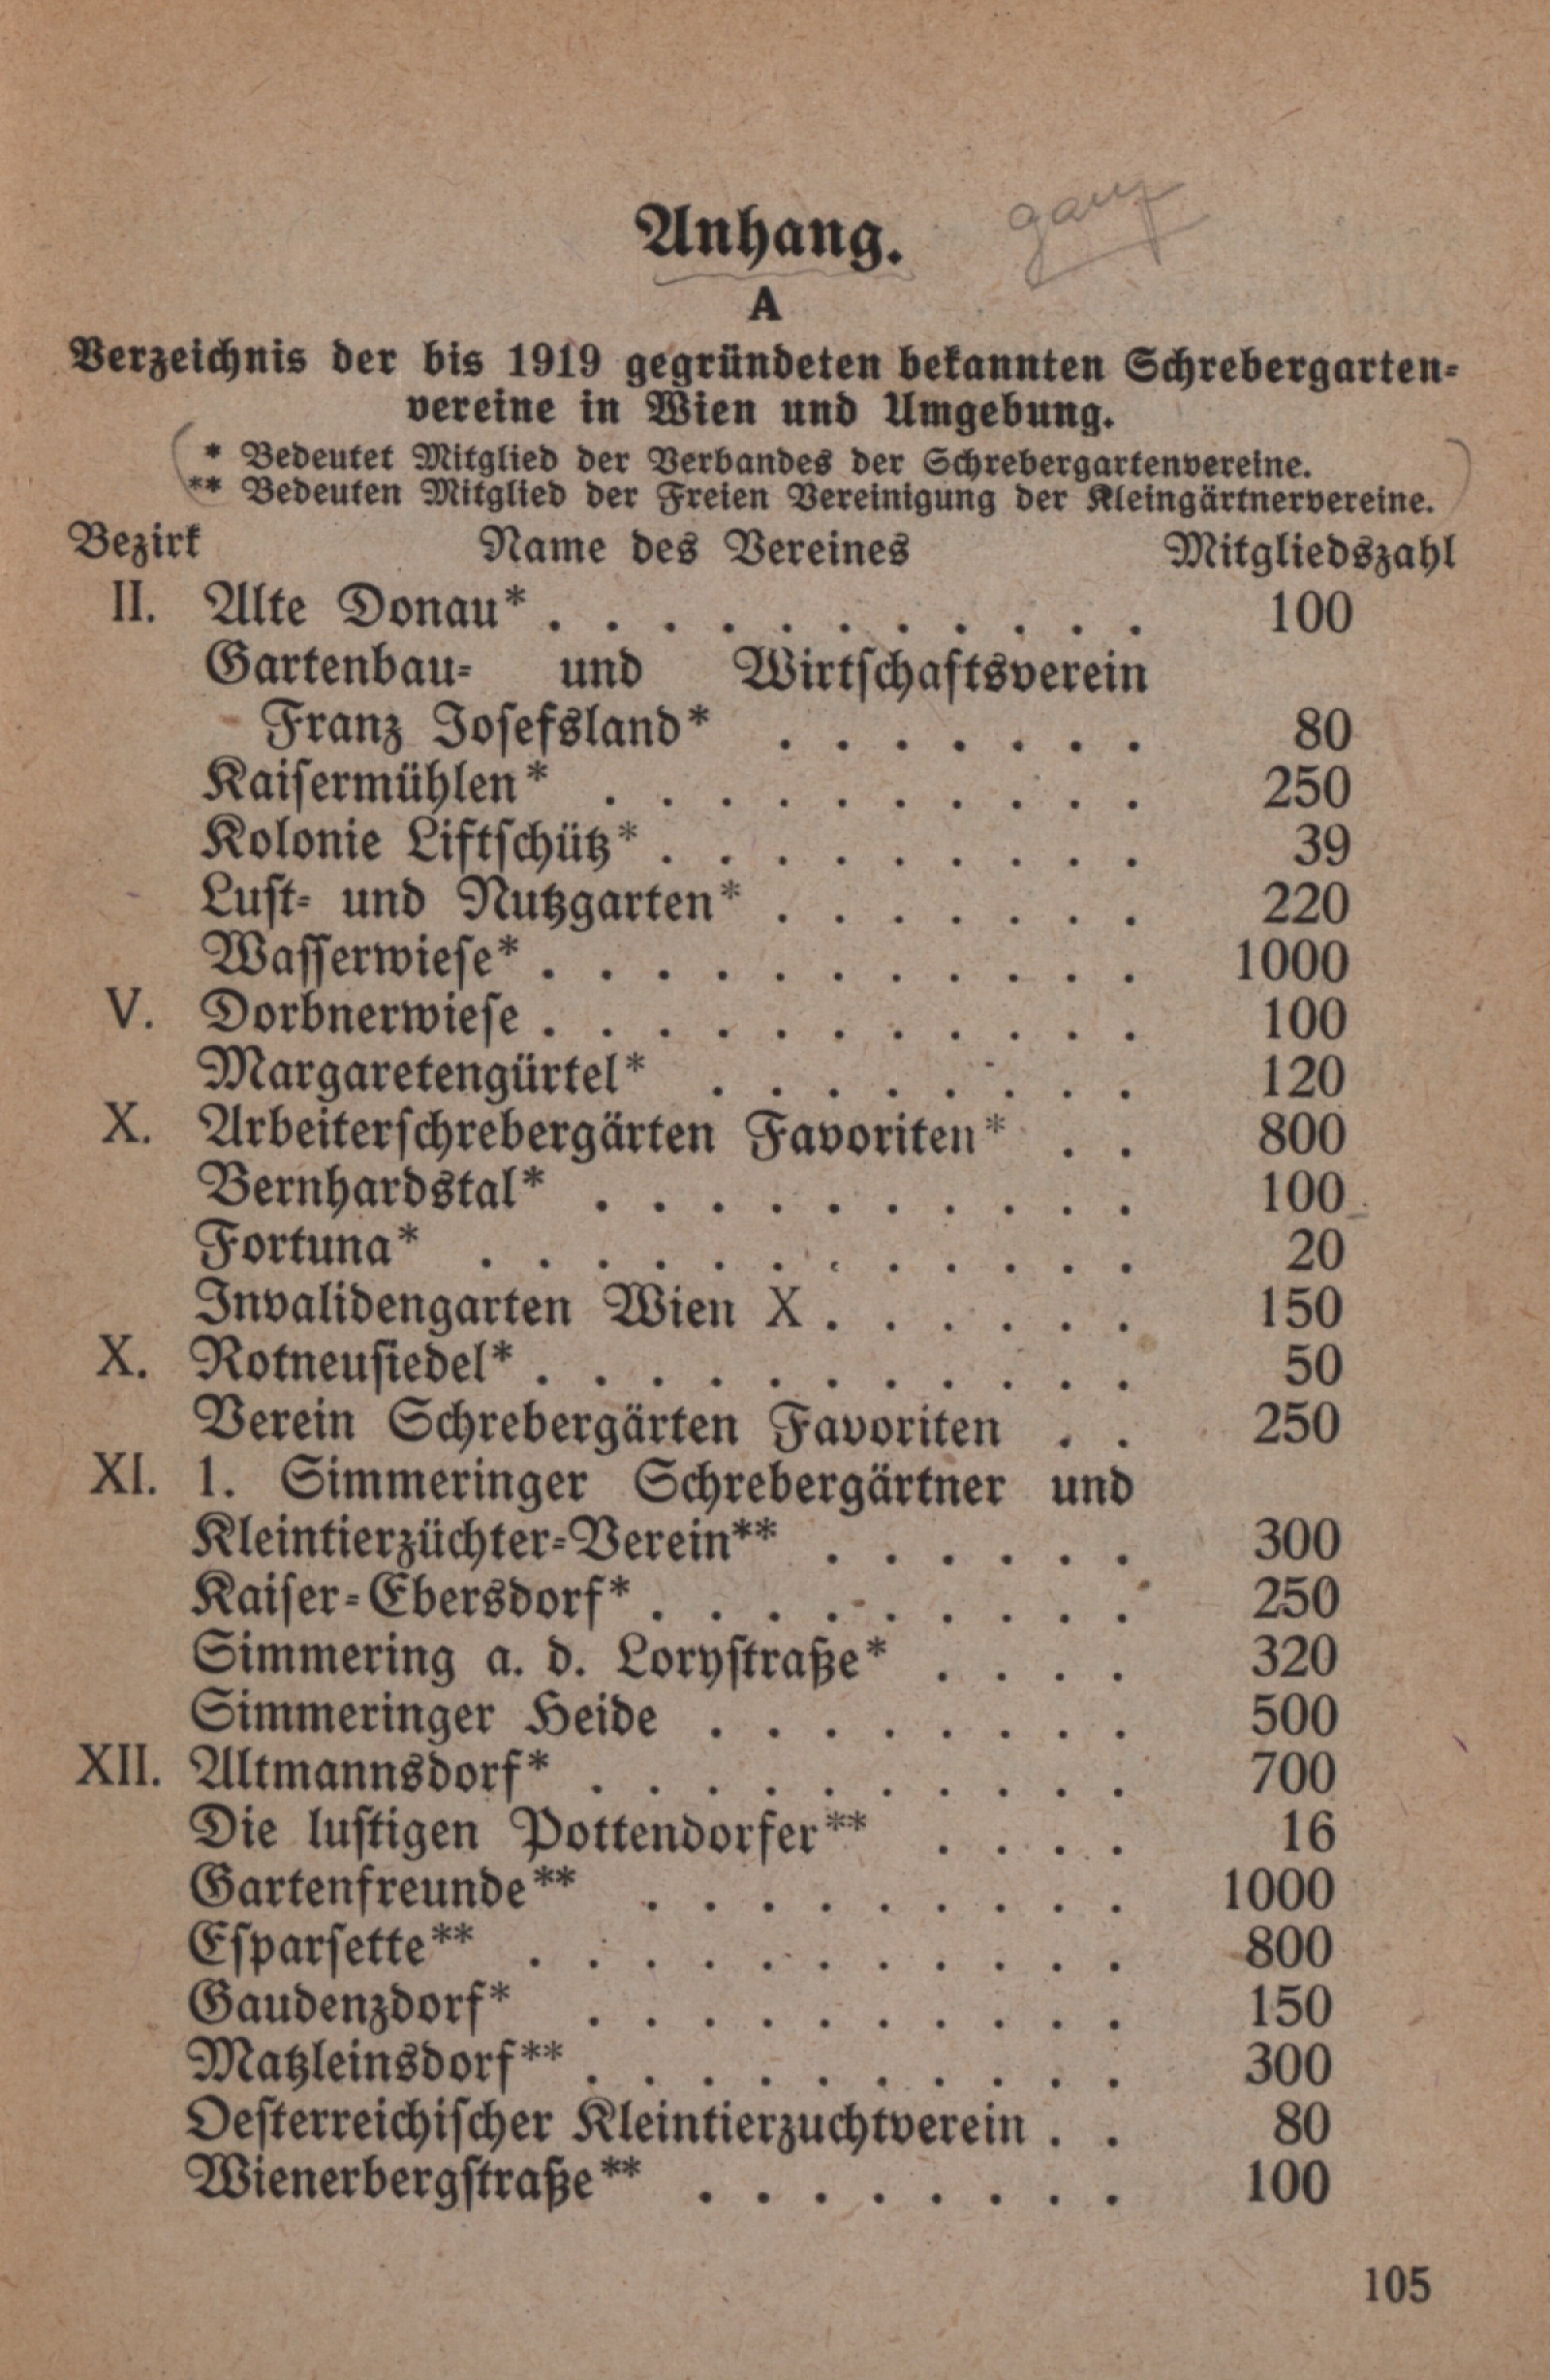 Anhang.
ganz
A
Verzeichnis der bis 1919 gegründeten bekannten Schrebergarten-
vereine in Wien und Umgebung.
* Bedeutet Mitglied der Verbandes der Schrebergartenvereine.
** Bedeuten Mitglied der Freien Vereinigung der Kleingärtnervereine.
Bezirk Name des Vereines Mitgliedszahl
II. Alte Donau* . . . . . . . . . . . 100
Gartenbau- und Wirtschaftsverein
Franz Josefsland* . . . . . . . 80
Kaisermühlen* . . . . . . . . . . 250
Kolonie Liftschütz* . . . . . . . . . 39
Lust- und Nutzgarten* . . . . . . . 220
Wasserwiese* . . . . . . . . . . . 1000
V. Dorbnerwiese . . . . . . . . . . . 100
Margaretengürtel* . . . . . . . . 120
X. Arbeiterschrebergärten Favoriten* . . 800
Bernhardstal* . . . . . . . . . . 100
Fortuna* . . . . . . . . . . . . 20
Invalidengarten Wien X . . . . . . 150
X. Rotneusiedel* . . . . . . . . . . . 50
Verein Schrebergärten Favoriten . . 250
XI. 1. Simmeringer Schrebergärtner und
Kleintierzüchter-Verein** . . . . . . 300
Kaiser-Ebersdorf* . . . . . . . . . 250
Simmering a. d. Lorystraße* . . . . 320
Simmeringer Heide . . . . . . . . 500
XII. Altmannsdorf* . . . . . . . . . . 700
Die lustigen Pottendorfer** . . . . 16
Gartenfreunde** . . . . . . . . . 1000
Esparsette** . . . . . . . . . . . 800
Gaudenzdorf* . . . . . . . . . . 150
Matzleinsdorf** . . . . . . . . . . 300
Oesterreichischer Kleintierzuchtverein . . 80
Wienerbergstraße** . . . . . . . . 100
105